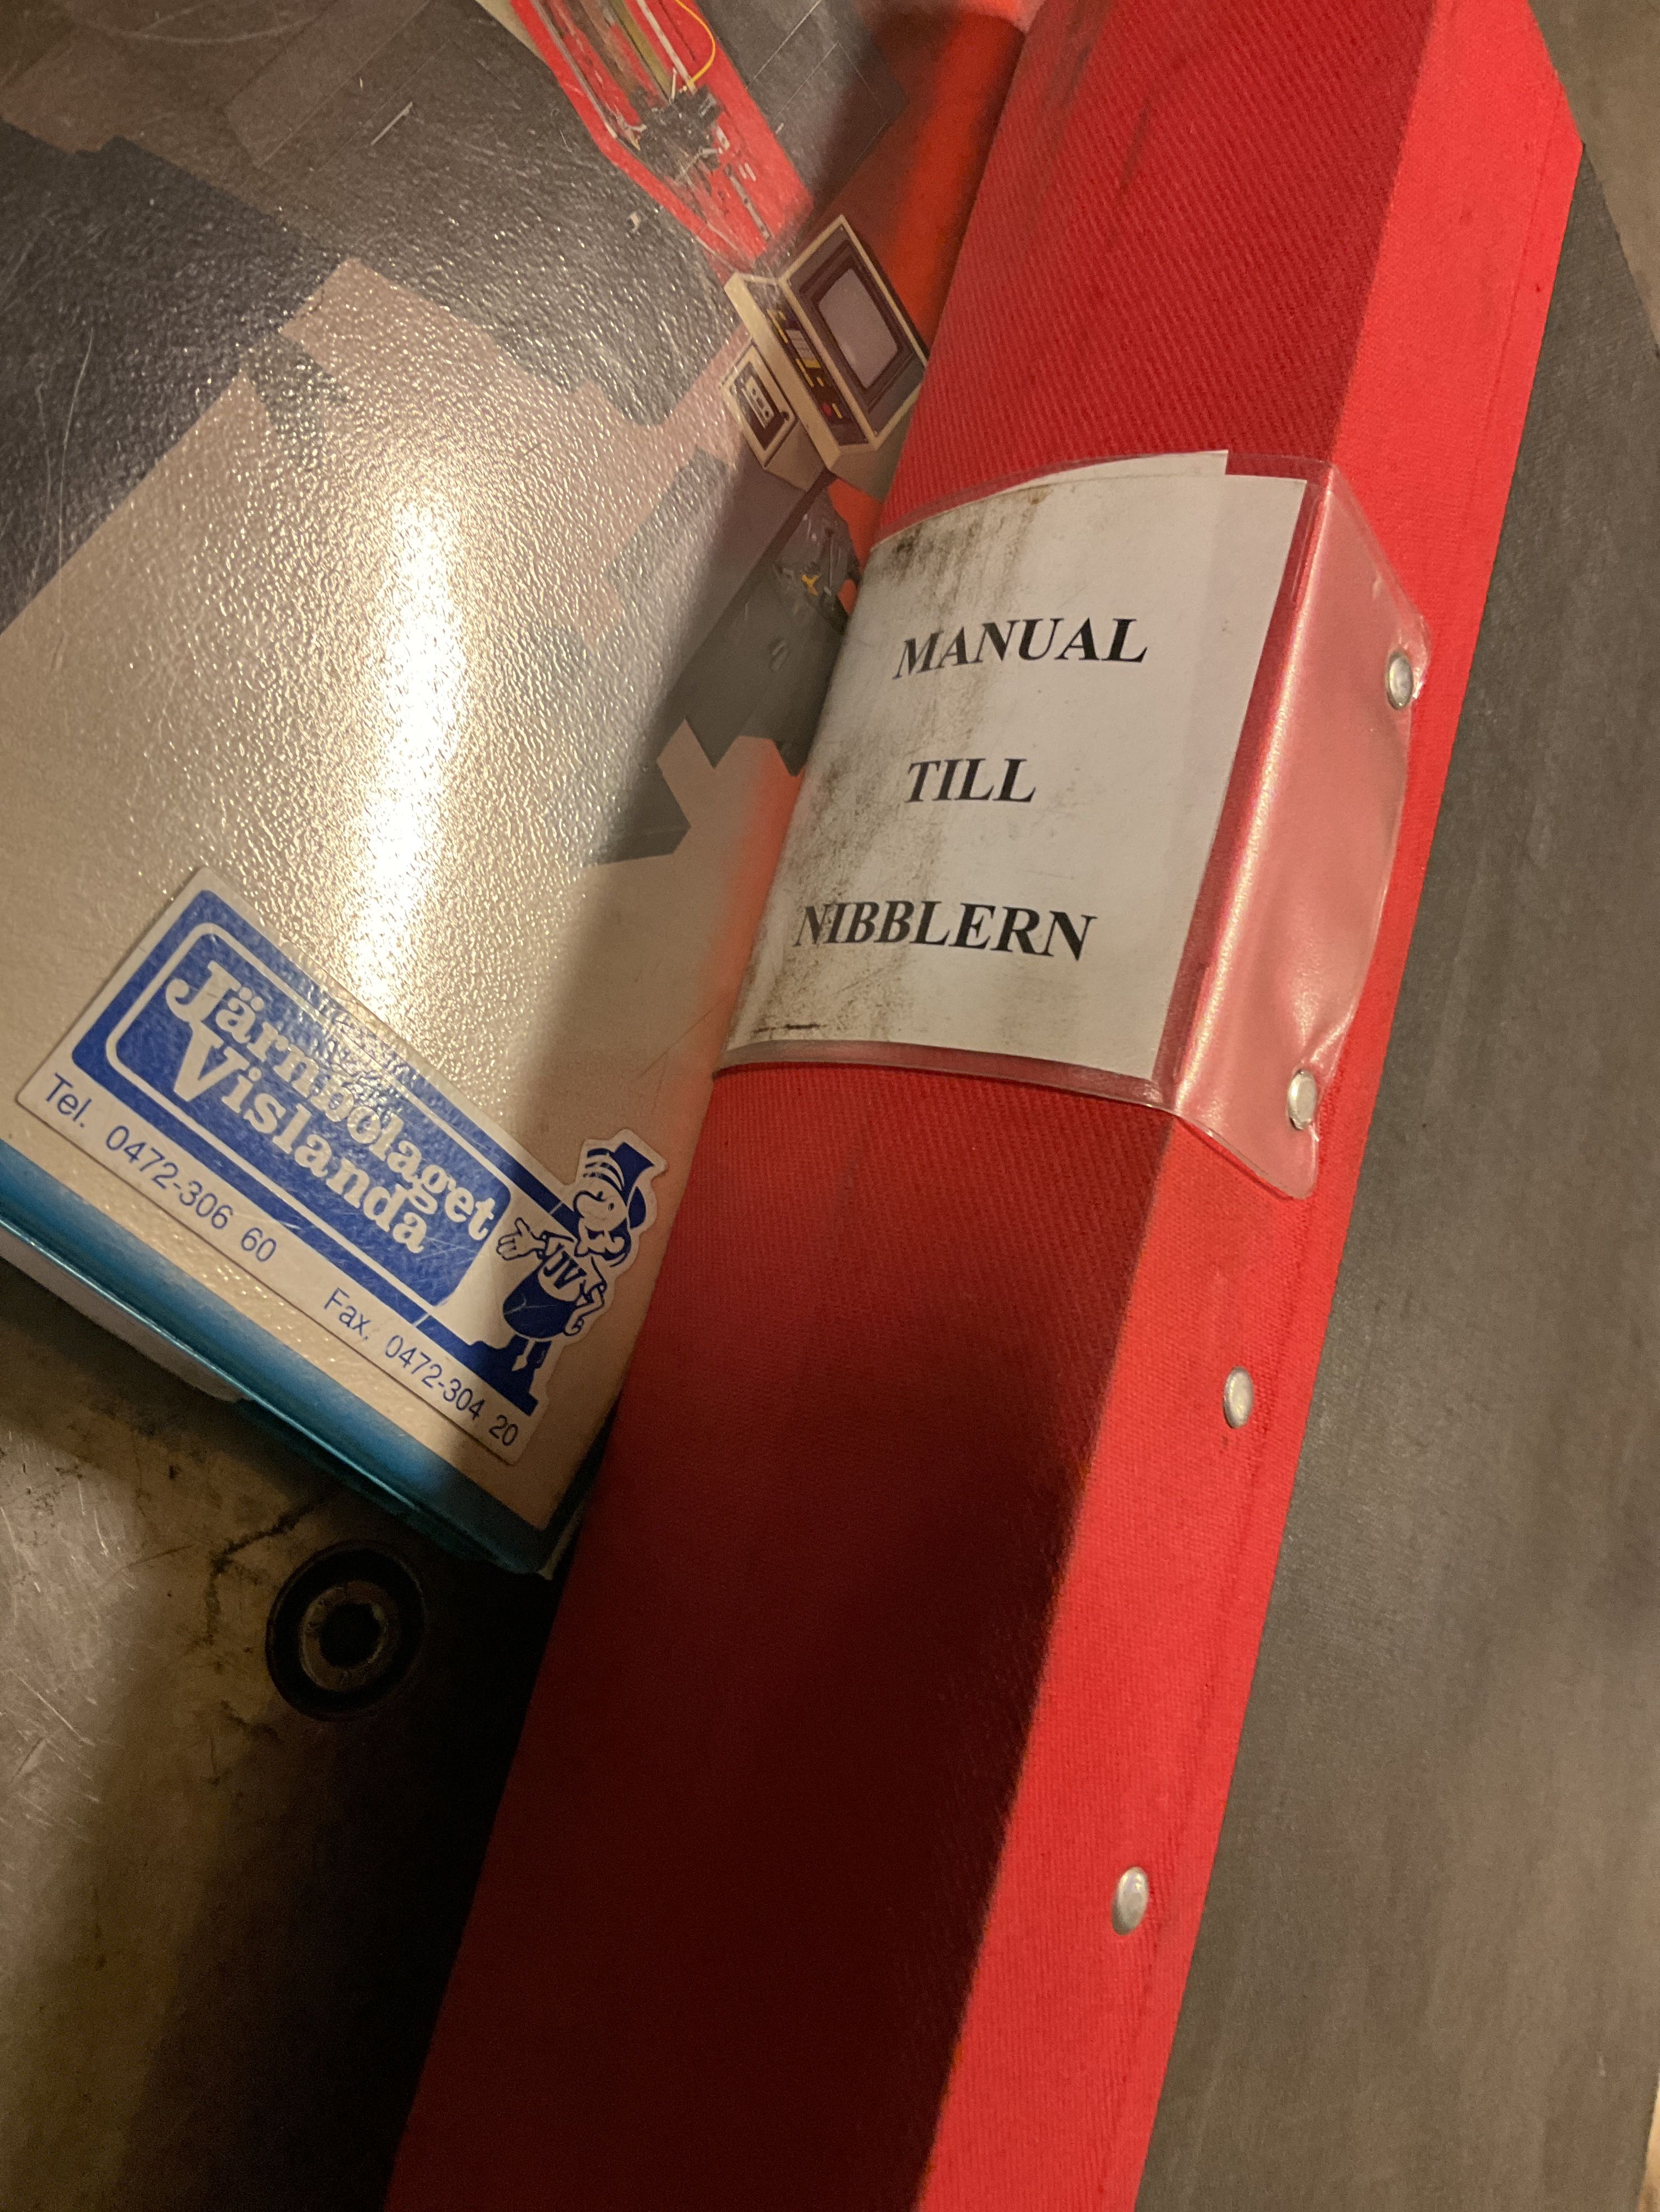 MANUAL
TILL
NIBBLERN
Järnbolaget
Vislanda
Tel. 0472-306 60
Fax. 0472-304 20
JV